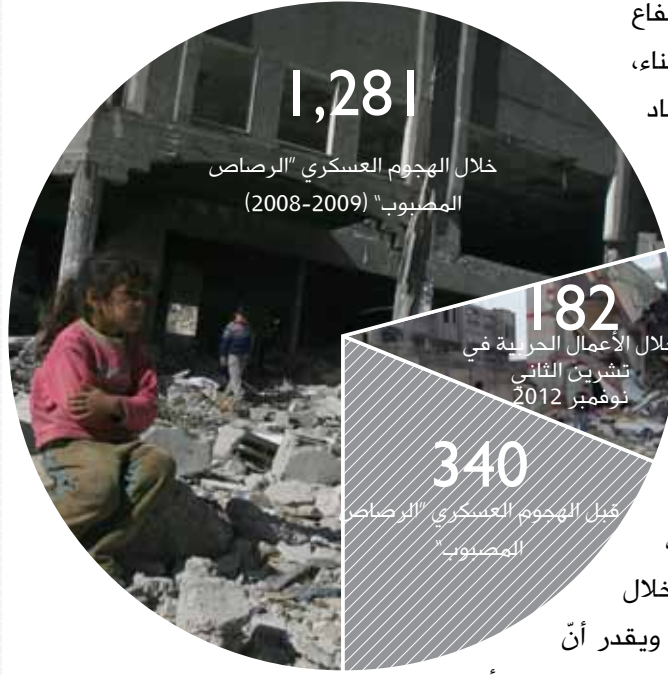 1,281
خلال الهجوم العسكري "الرصاص
المصبوب" (2008-2009)
182
خلال الأعمال الحربية في
تشرين الثاني
نوفمبر 2012
340
قبل الهجوم العسكري "الرصاص
المصبوب"
خلال
ويقدر أنّ